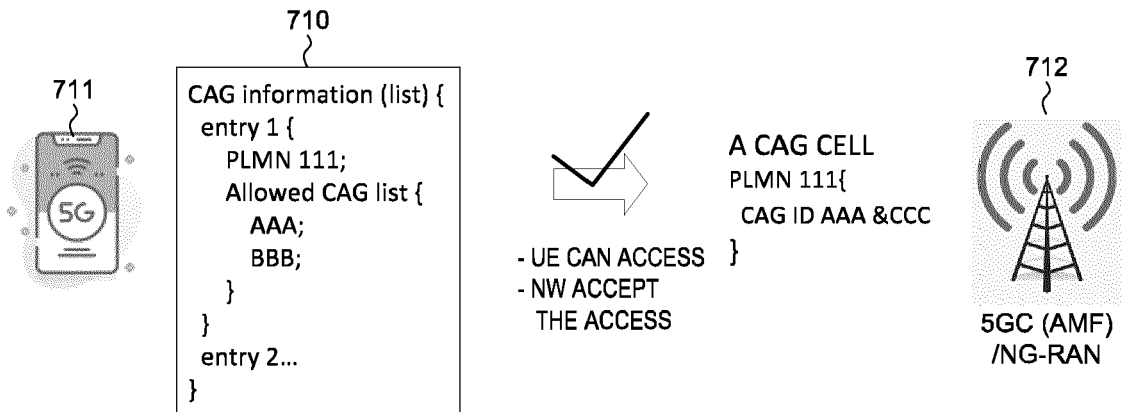 710
711
CAG information (list) {
entry 1 {
PLMN 111;
Allowed CAG list {
AAA;
BBB;
}
}
entry 2...
}
5G
- UE CAN ACCESS
- NW ACCEPT
THE ACCESS
A CAG CELL
PLMN 111{
CAG ID AAA &CCC
}
712
5GC (AMF)
/NG-RAN